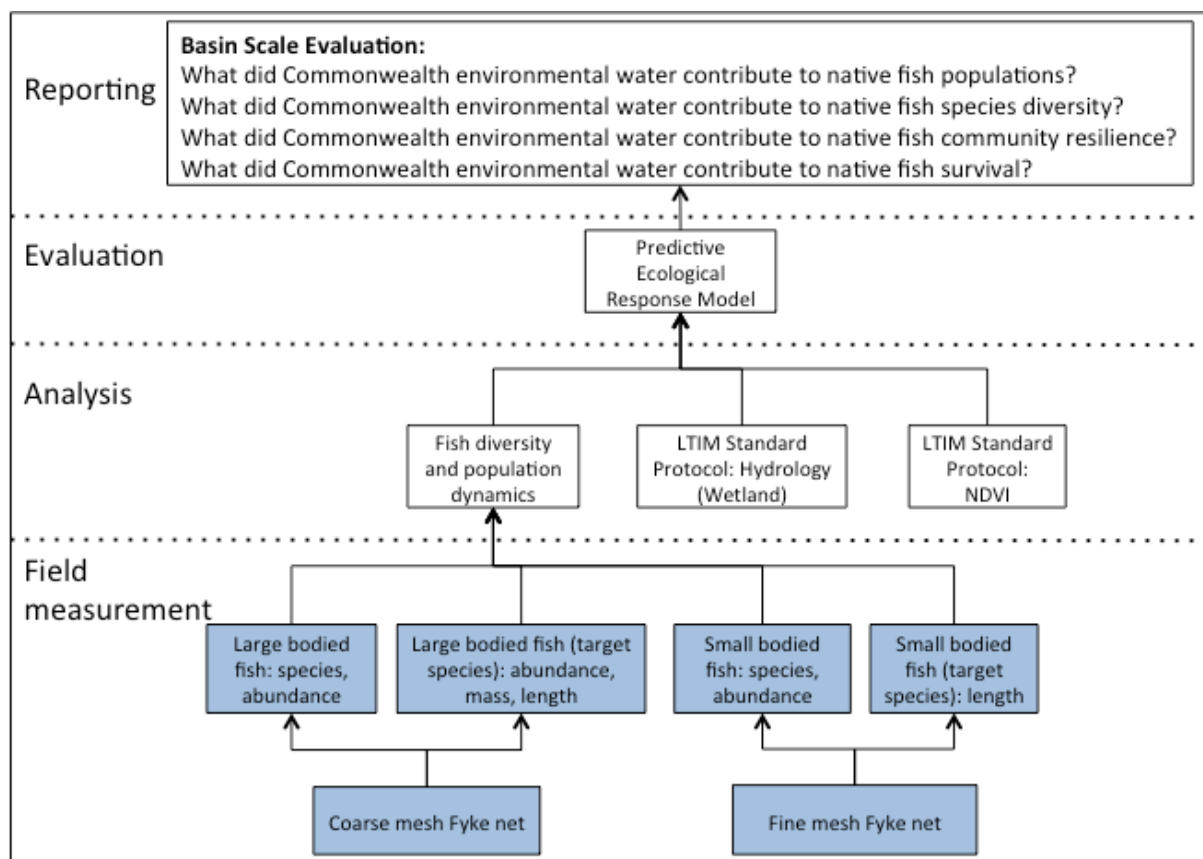 Reporting
Basin Scale Evaluation:
What did Commonwealth environmental water contribute to native fish populations?
What did Commonwealth environmental water contribute to native fish species diversity?
What did Commonwealth environmental water contribute to native fish community resilience?
What did Commonwealth environmental water contribute to native fish survival?
Evaluation
Predictive
Ecological
Response Model
Analysis
Fish diversity
and population
dynamics
LTIM Standard
Protocol: Hydrology
(Wetland)
LTIM Standard
Protocol:
NDVI
Field
measurement
Large bodied
fish: species,
abundance
Large bodied fish (target
species): abundance,
mass, length
Small bodied
fish: species,
abundance
Small bodied
fish (target
species): length
Coarse mesh Fyke net
Fine mesh Fyke net